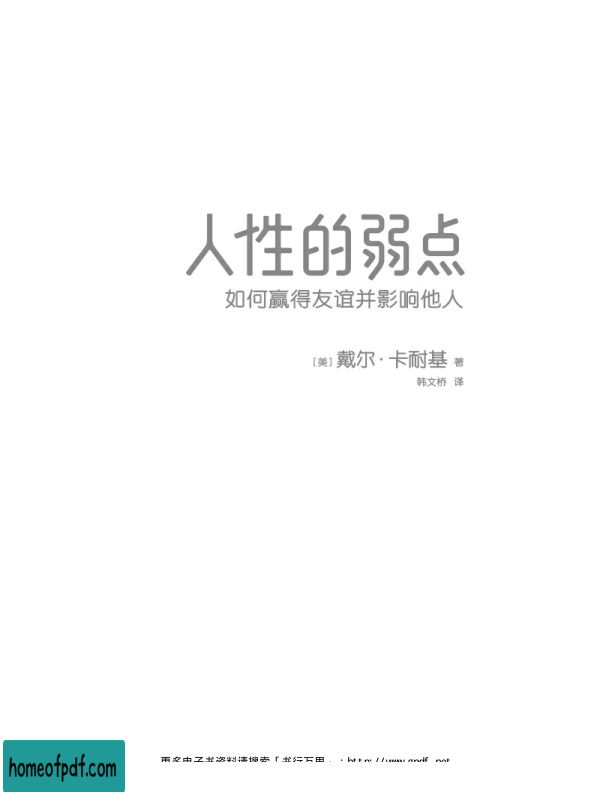 人性的弱点
如何赢得友谊并影响他人
[美] 戴尔·卡耐基 著
韩文桥 译
更多电子书资料请搜索「书行万里」：http://www.gpdf.net
homeofpdf.com